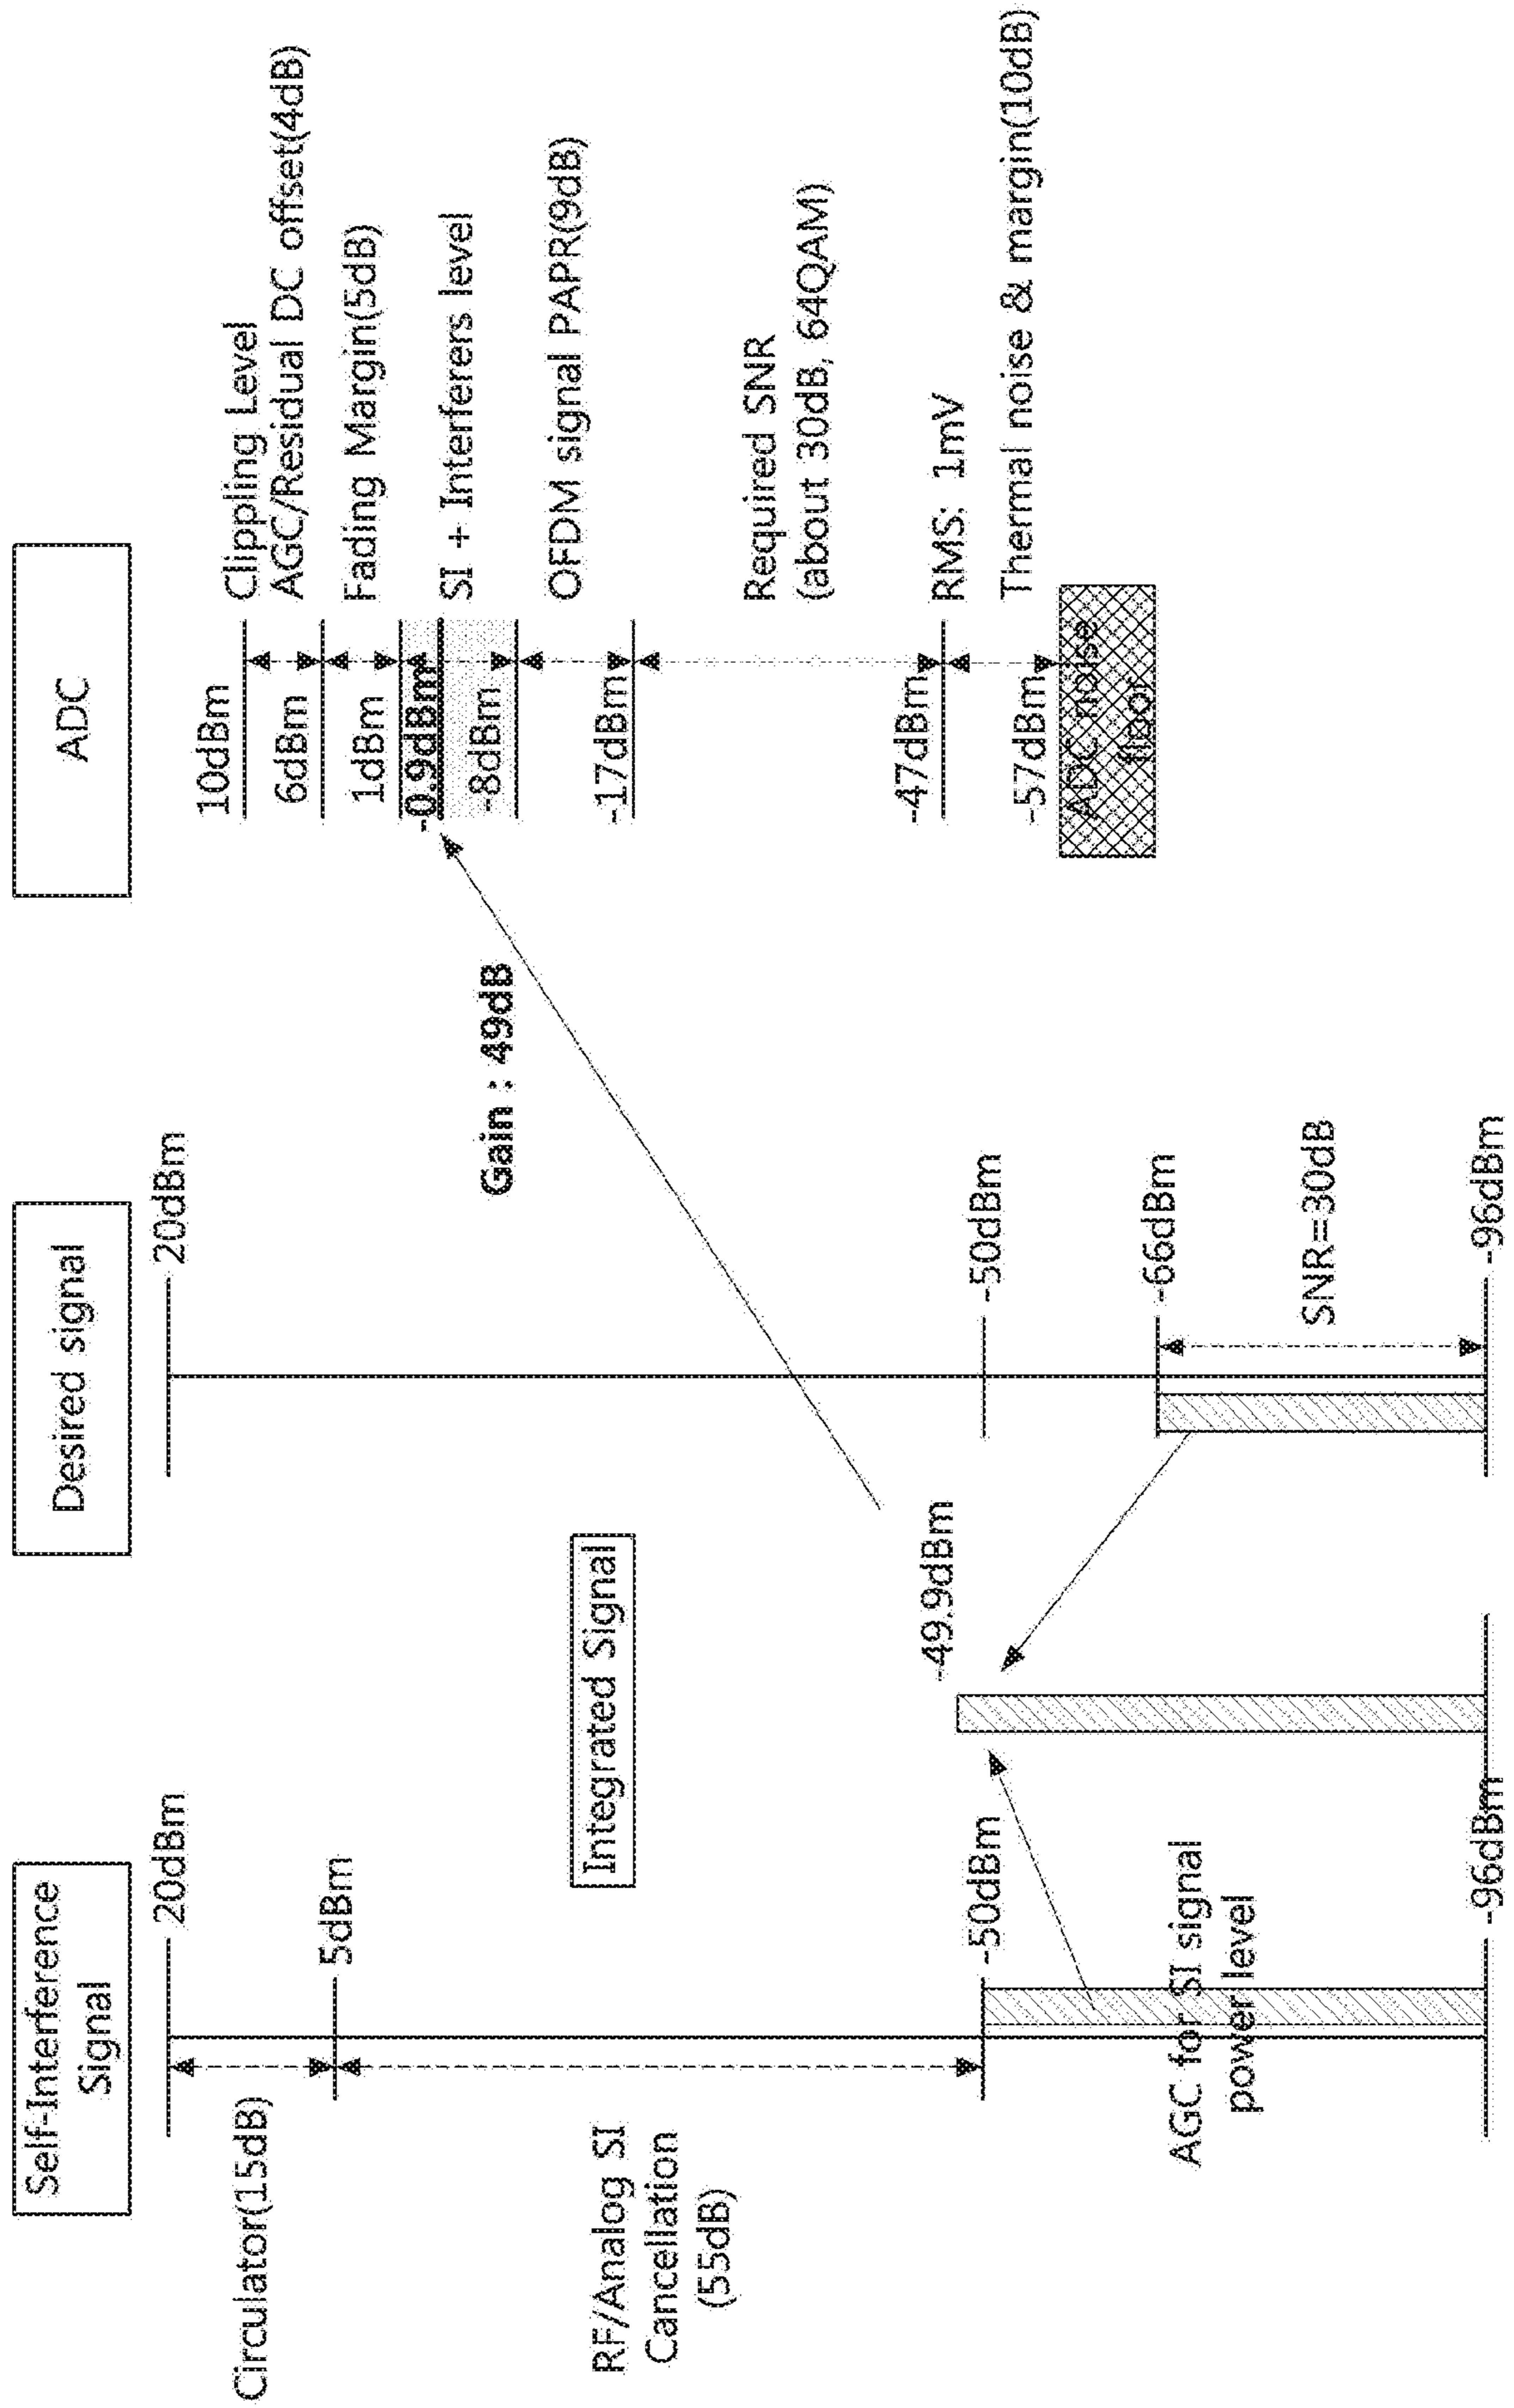 Self-Interference
Signal
20dBm
Circulator(15dB)
5dBm
RF/Analog SI
Cancellation
(55dB)
-50dBm
AGC for SI signal
power level
-96dBm
Integrated Signal
-49.9dBm
Desired signal
20dBm
-50dBm
-66dBm
SNR=30dB
-96dBm
Gain : 49dB
ADC
10dBm
6dBm
1dBm
-0.9dBm
-8dBm
-17dBm
-47dBm
-57dBm
ADC noise
floor
Clippling Level
AGC/Residual DC offset(4dB)
Fading Margin(5dB)
SI + Interferers level
OFDM signal PAPR(9dB)
Required SNR
(about 30dB, 64QAM)
RMS: 1mV
Thermal noise & margin(10dB)